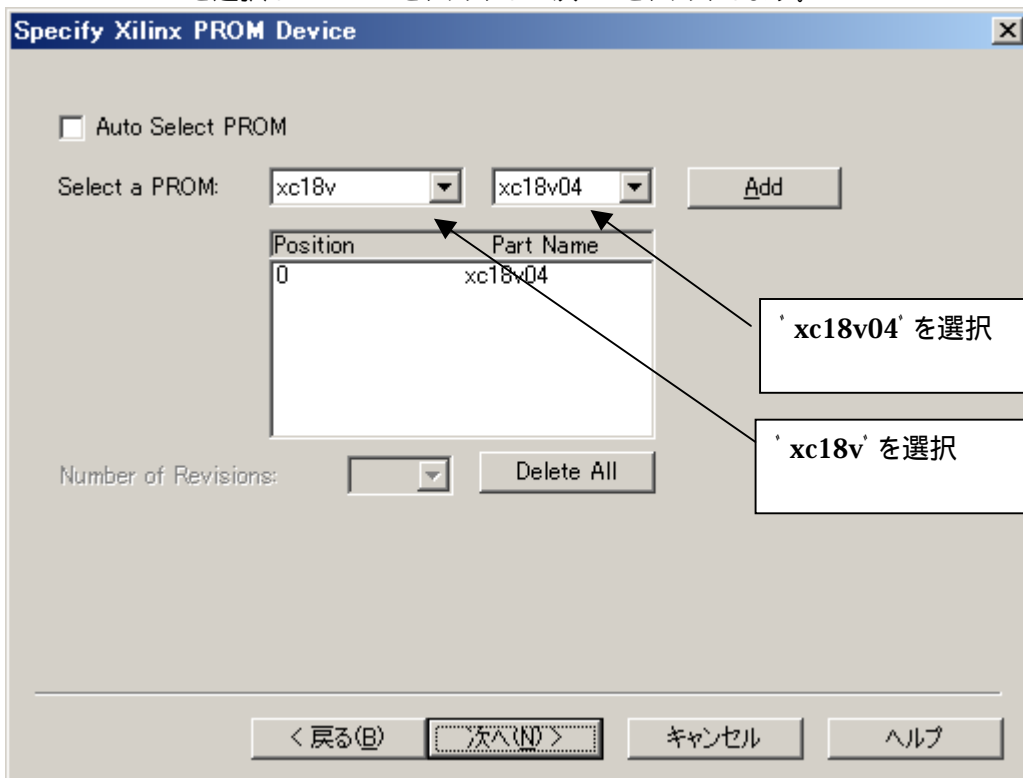 Specify Xilinx PROM Device
Auto Select PROM
Select a PROM: xc18v xc18v04 Add
Position Part Name
0 xc18v04
゛xc18v04゛を選択
゛xc18v゛を選択
Number of Revisions: Delete All
< 戻る(B) 次へ(N) > キャンセル ヘルプ